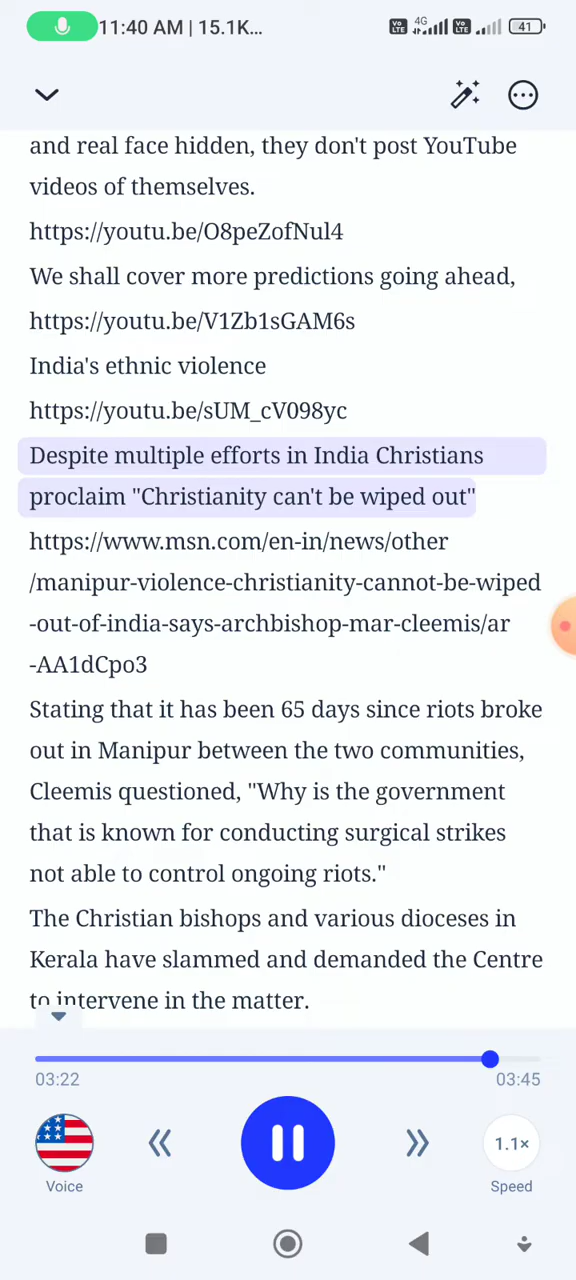 11:40 AM | 15.1K...
Vo LTE 4G Vo LTE 41
and real face hidden, they don't post YouTube
videos of themselves.
https://youtu.be/O8peZofNul4
We shall cover more predictions going ahead,
https://youtu.be/V1Zb1sGAM6s
India's ethnic violence
https://youtu.be/sUM_cV098yc
Despite multiple efforts in India Christians
proclaim "Christianity can't be wiped out"
https://www.msn.com/en-in/news/other
/manipur-violence-christianity-cannot-be-wiped
-out-of-india-says-archbishop-mar-cleemis/ar
-AA1dCpo3
Stating that it has been 65 days since riots broke
out in Manipur between the two communities,
Cleemis questioned, "Why is the government
that is known for conducting surgical strikes
not able to control ongoing riots."
The Christian bishops and various dioceses in
Kerala have slammed and demanded the Centre
to intervene in the matter.
03:22 03:45
1.1×
Voice Speed